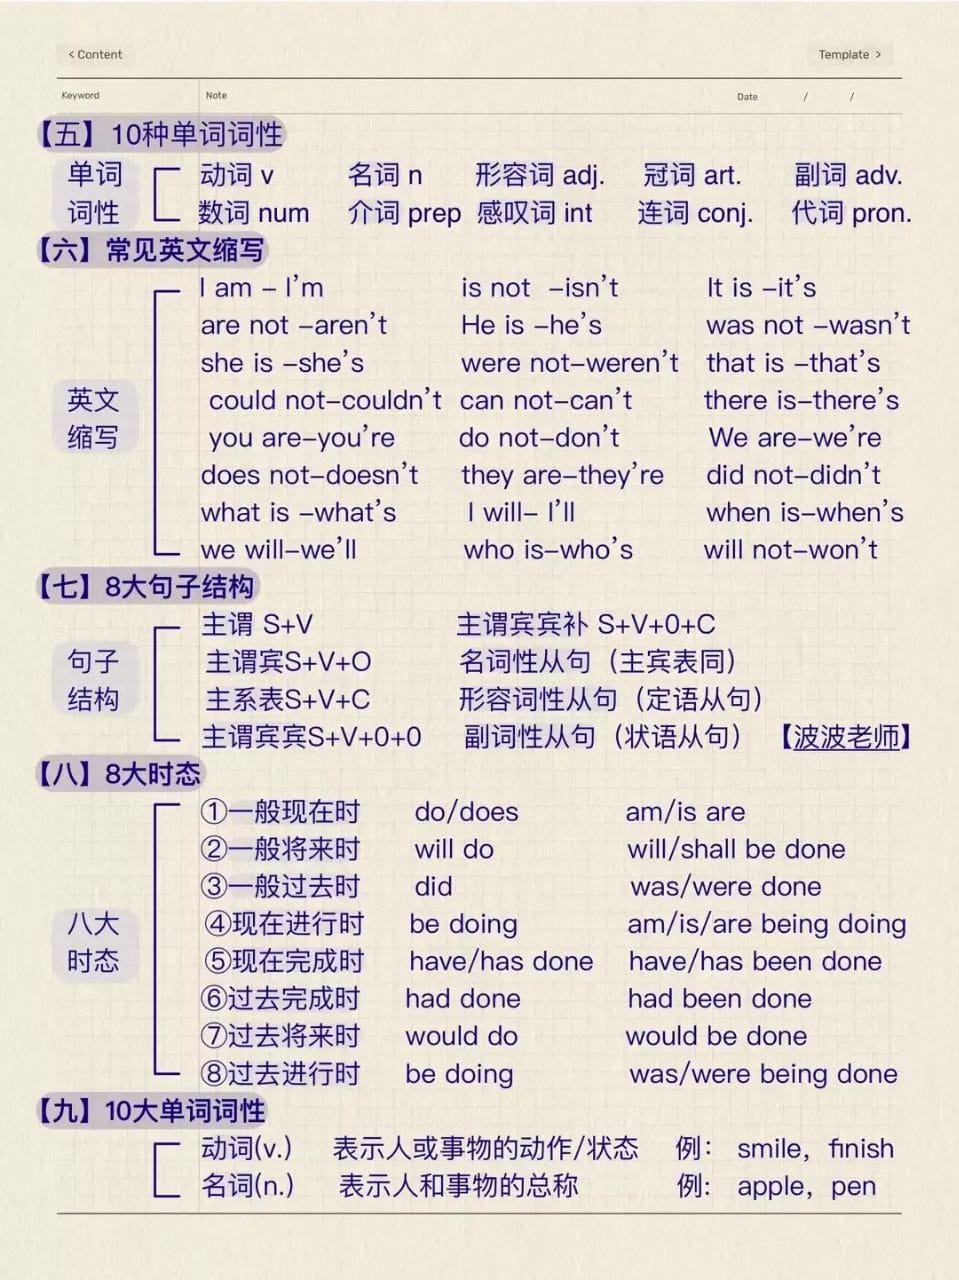 < Content Template >
Keyword Note Date / /
【五】10种单词词性
单词 动词 v 名词 n 形容词 adj. 冠词 art. 副词 adv.
词性 数词 num 介词 prep 感叹词 int 连词 conj. 代词 pron.
【六】常见英文缩写
I am – I'm is not –isn't It is –it's
are not –aren't He is –he's was not –wasn't
she is –she's were not–weren't that is –that's
英文 could not–couldn't can not–can't there is–there's
缩写 you are–you're do not–don't We are–we're
does not–doesn't they are–they're did not–didn't
what is –what's I will– I'll when is–when's
we will–we'll who is–who's will not–won't
【七】8大句子结构
主谓 S+V 主谓宾宾补 S+V+0+C
句子 主谓宾S+V+O 名词性从句（主宾表同）
结构 主系表S+V+C 形容词性从句（定语从句）
主谓宾宾S+V+0+0 副词性从句（状语从句） 【波波老师】
【八】8大时态
①一般现在时 do/does am/is are
②一般将来时 will do will/shall be done
③一般过去时 did was/were done
八大 ④现在进行时 be doing am/is/are being doing
时态 ⑤现在完成时 have/has done have/has been done
⑥过去完成时 had done had been done
⑦过去将来时 would do would be done
⑧过去进行时 be doing was/were being done
【九】10大单词词性
动词(v.) 表示人或事物的动作/状态 例： smile，finish
名词(n.) 表示人和事物的总称 例: apple，pen